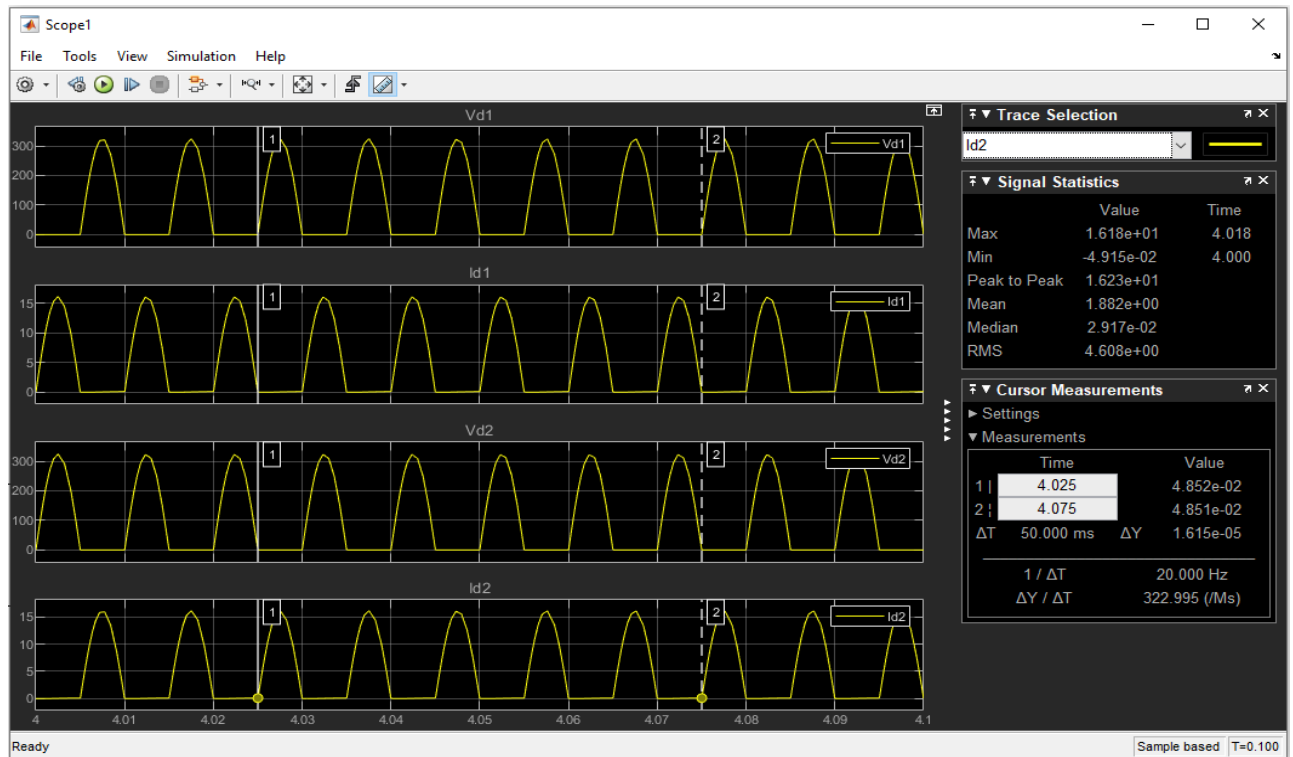 Scope1
File Tools View Simulation Help
Vd1
300
200
100
0
1
2
Vd1
Id1
15
10
5
0
1
2
Id1
Vd2
300
200
100
0
1
2
Vd2
Id2
15
10
5
0
1
2
Id2
4 4.01 4.02 4.03 4.04 4.05 4.06 4.07 4.08 4.09 4.1
Trace Selection
Id2
Signal Statistics
Value Time
Max 1.618e+01 4.018
Min -4.915e-02 4.000
Peak to Peak 1.623e+01
Mean 1.882e+00
Median 2.917e-02
RMS 4.608e+00
Cursor Measurements
Settings
Measurements
Time Value
1 | 4.025 4.852e-02
2 ¦ 4.075 4.851e-02
ΔT 50.000 ms ΔY 1.615e-05
1 / ΔT 20.000 Hz
ΔY / ΔT 322.995 (/Ms)
Ready Sample based T=0.100